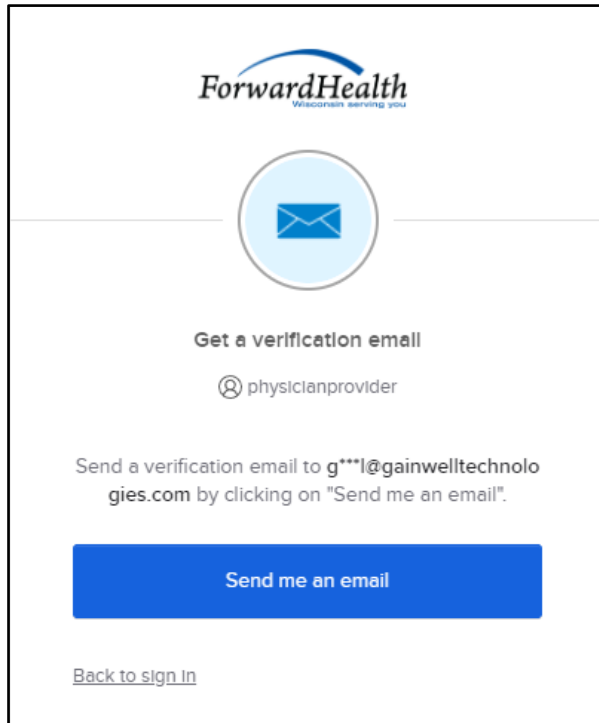 ForwardHealth
Wisconsin serving you
Get a verification email
physicianprovider
Send a verification email to g***l@gainwelltechnolo
gies.com by clicking on "Send me an email".
Send me an email
Back to sign in